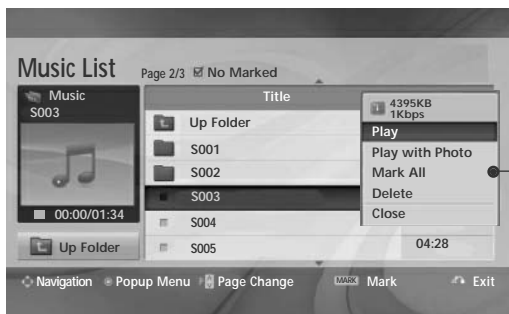 Music List Page 2/3 No Marked
Music
S003
00:00/01:34
Up Folder
Title
Up Folder
S001
S002
S003
S004
S005
04:28
4395KB
1Kbps
Play
Play with Photo
Mark All
Delete
Close
Navigation Popup Menu Page Change MARK Mark Exit